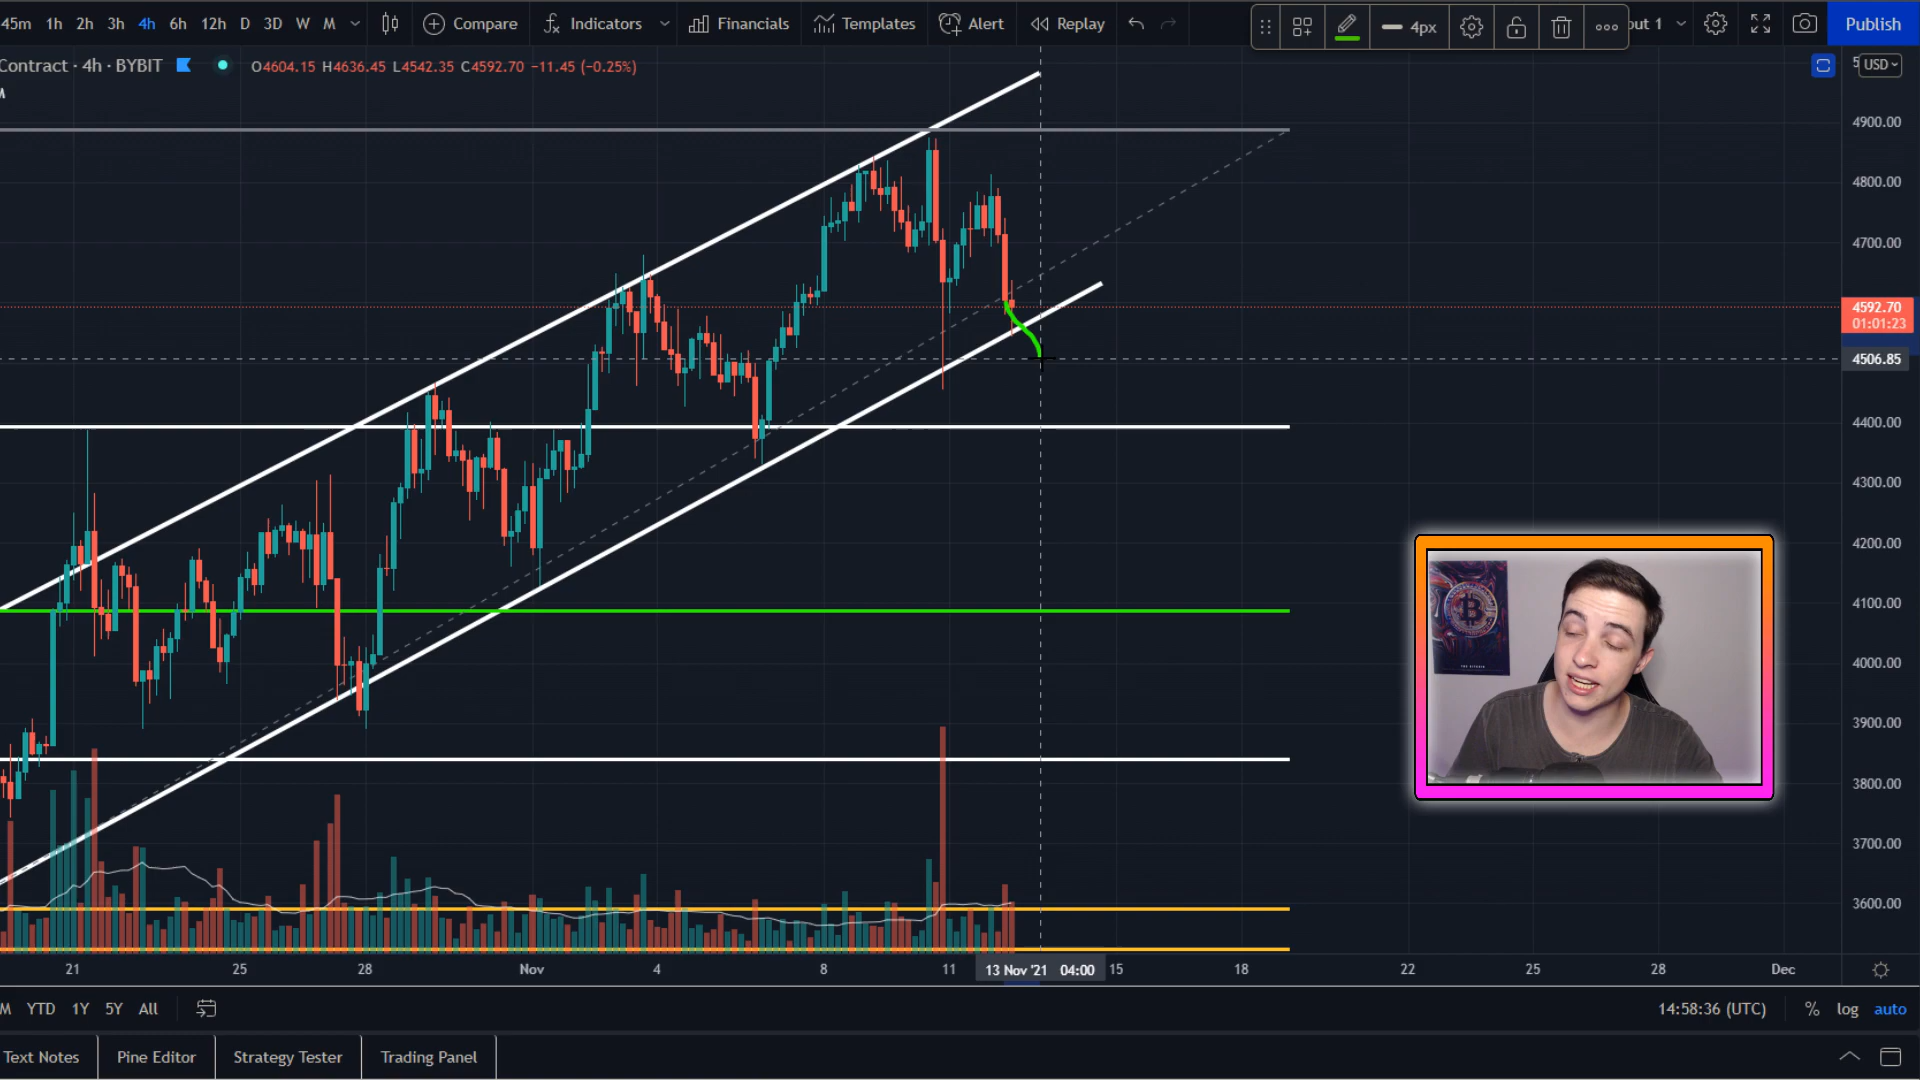 45m 1h 2h 3h 4h 6h 12h D 3D W M Compare Indicators Financials Templates Alert Replay 4px out 1 Publish
Contract · 4h · BYBIT O4604.15 H4636.45 L4542.35 C4592.70 −11.45 (−0.25%)
USD
4900.00
4800.00
4700.00
4592.70
01:01:23
4506.85
4400.00
4300.00
4200.00
4100.00
4000.00
3900.00
3800.00
3700.00
3600.00
21 25 28 Nov 4 8 11 13 Nov '21 04:00 15 18 22 25 28 Dec
M YTD 1Y 5Y All 14:58:36 (UTC) % log auto
Text Notes Pine Editor Strategy Tester Trading Panel